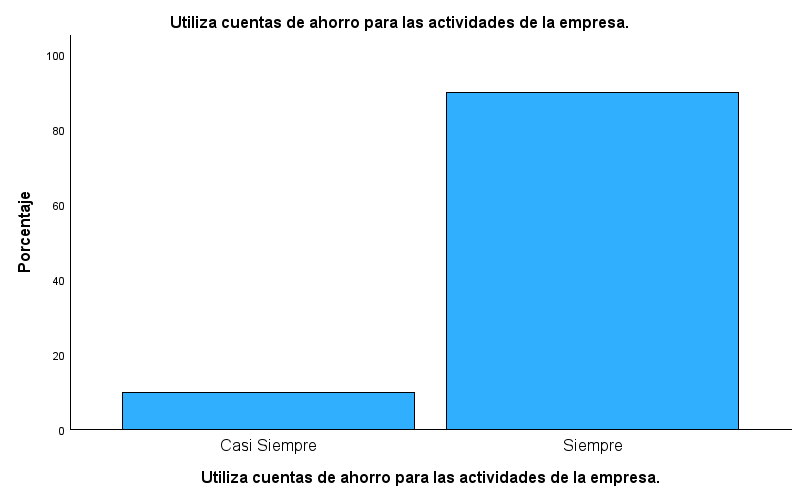 Utiliza cuentas de ahorro para las actividades de la empresa.
Porcentaje
100
80
60
40
20
0
Casi Siempre
Siempre
Utiliza cuentas de ahorro para las actividades de la empresa.